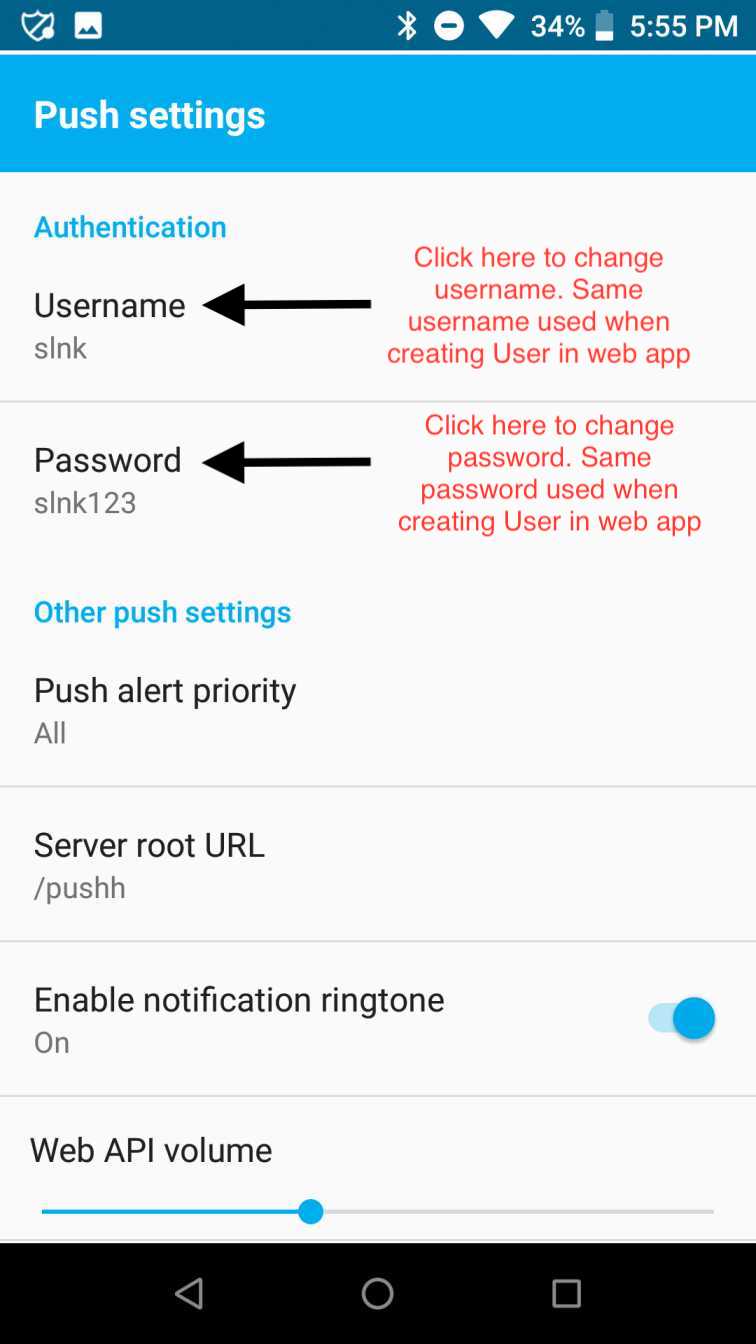 34% 5:55 PM
Push settings
Authentication
Click here to change
username. Same
username used when
creating User in web app
Username
slnk
Click here to change
password. Same
password used when
creating User in web app
Password
slnk123
Other push settings
Push alert priority
All
Server root URL
/pushh
Enable notification ringtone
On
Web API volume